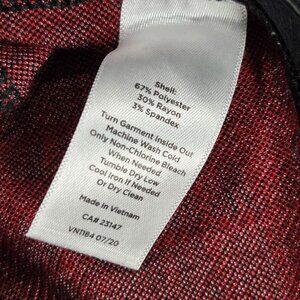 Shell:
67% Polyester
30% Rayon
3% Spandex
Turn Garment Inside Out
Machine Wash Cold
Only Non-Chlorine Bleach
When Needed
Tumble Dry Low
Cool Iron If Needed
Or Dry Clean
Made in Vietnam
CA# 23147
VN1184 07/20